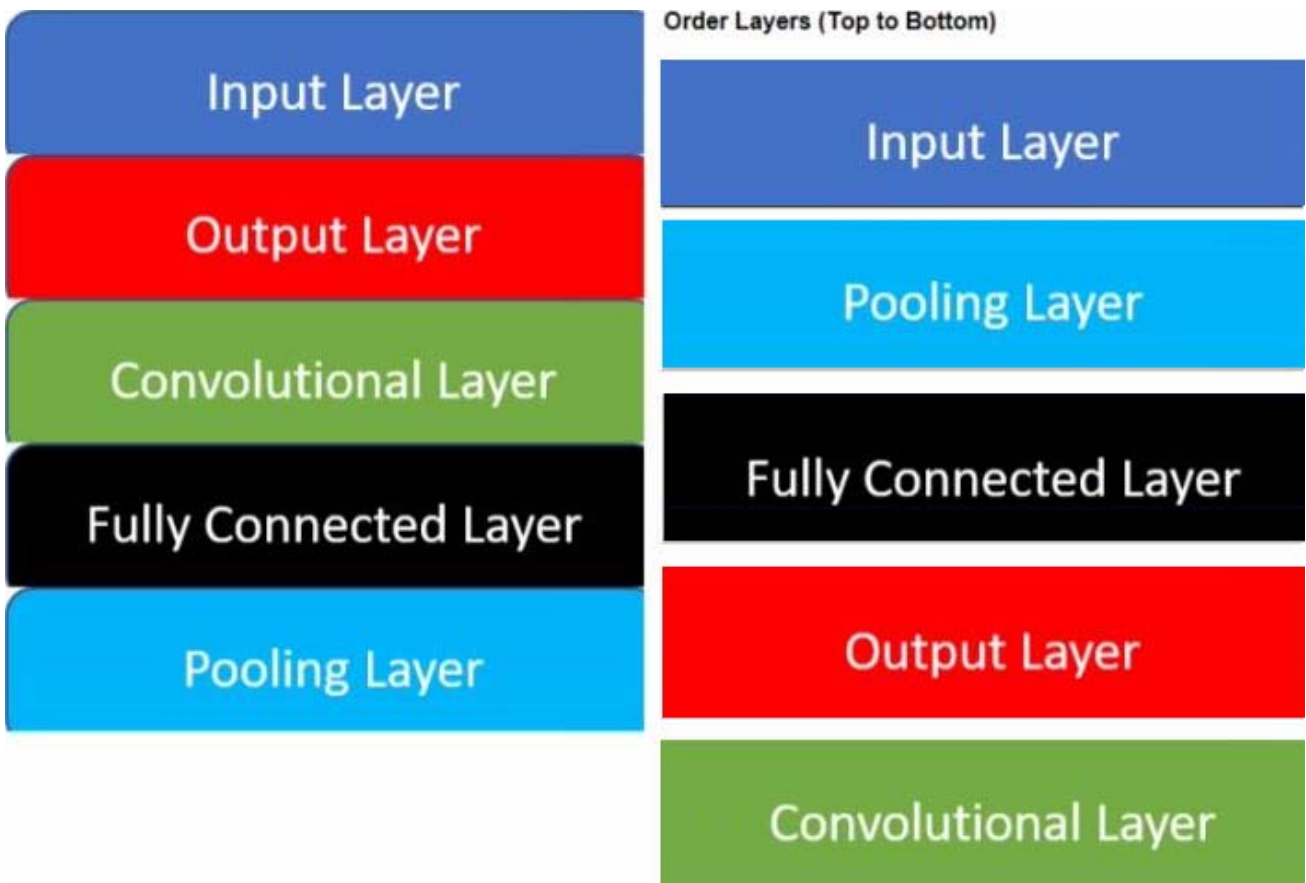 Input Layer
Output Layer
Convolutional Layer
Fully Connected Layer
Pooling Layer
Order Layers (Top to Bottom)
Input Layer
Pooling Layer
Fully Connected Layer
Output Layer
Convolutional Layer